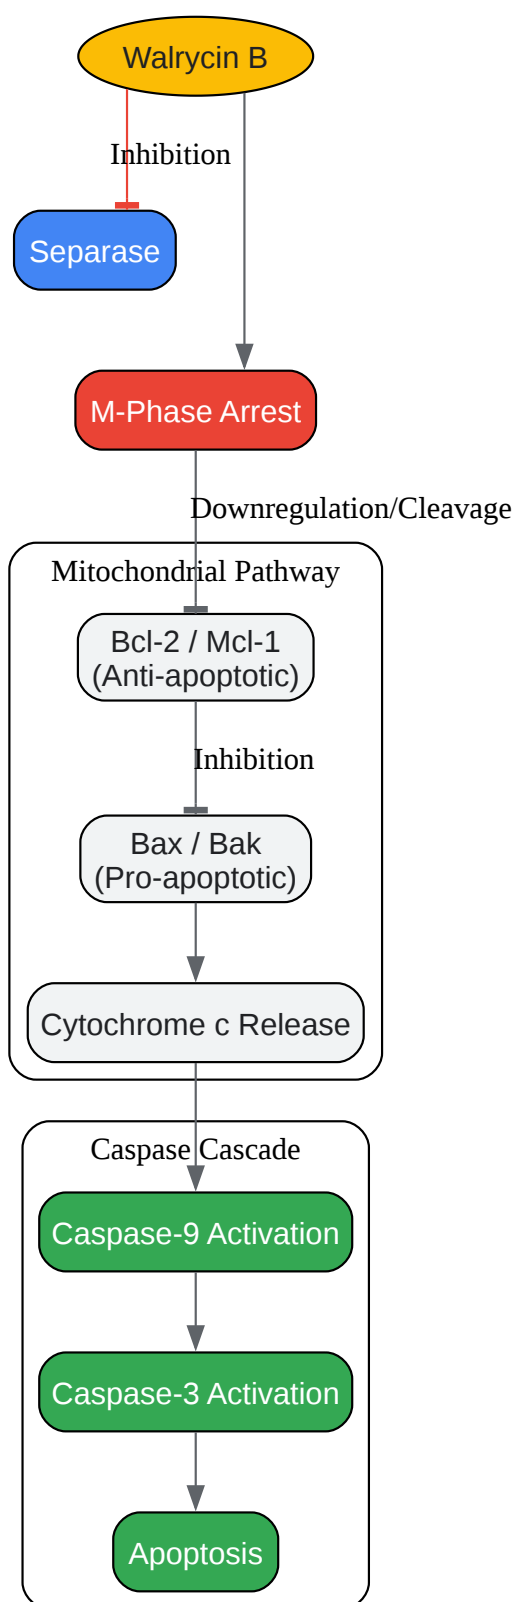 Walrycin B
Inhibition
Separase
M-Phase Arrest
Downregulation/Cleavage
Mitochondrial Pathway
Bcl-2 / Mcl-1
(Anti-apoptotic)
Inhibition
Bax / Bak
(Pro-apoptotic)
Cytochrome c Release
Caspase Cascade
Caspase-9 Activation
Caspase-3 Activation
Apoptosis